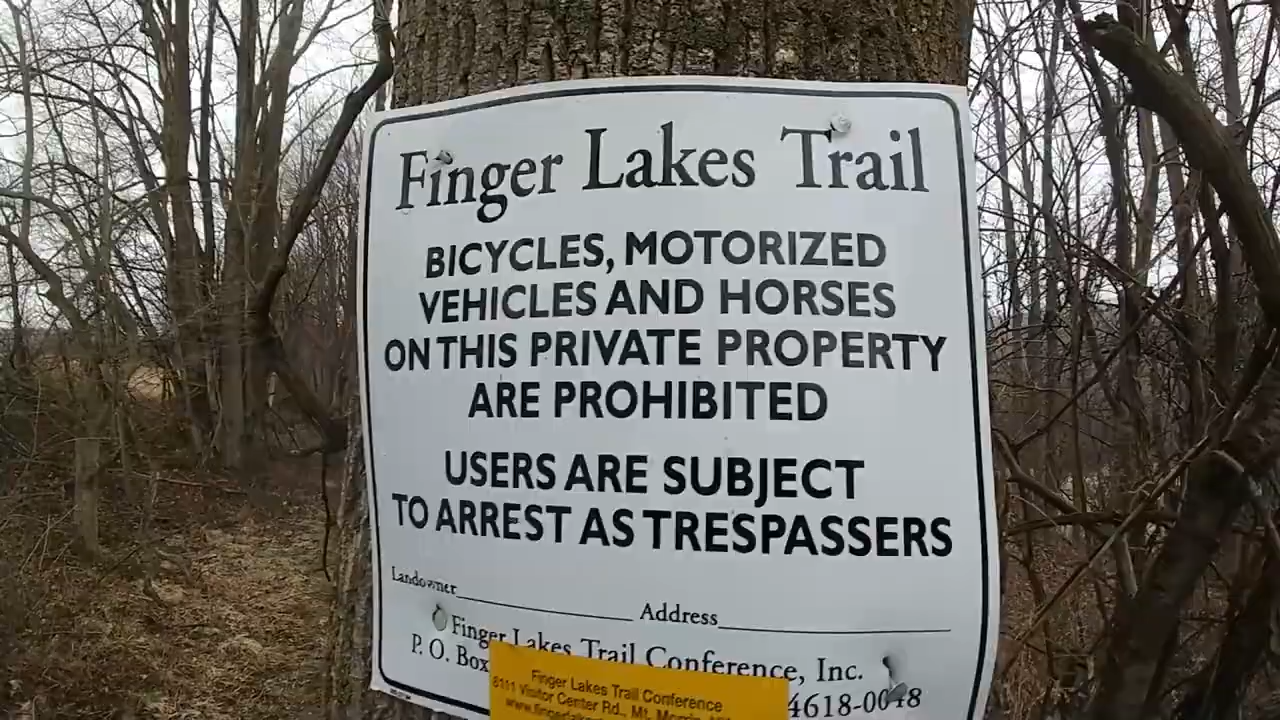 Finger Lakes Trail
BICYCLES, MOTORIZED
VEHICLES AND HORSES
ON THIS PRIVATE PROPERTY
ARE PROHIBITED
USERS ARE SUBJECT
TO ARREST AS TRESPASSERS
Landowner Address
Finger Lakes Trail Conference, Inc.
P. O. Box 4618-0048
Finger Lakes Trail Conference
6111 Visitor Center Rd., Mt. Morris,